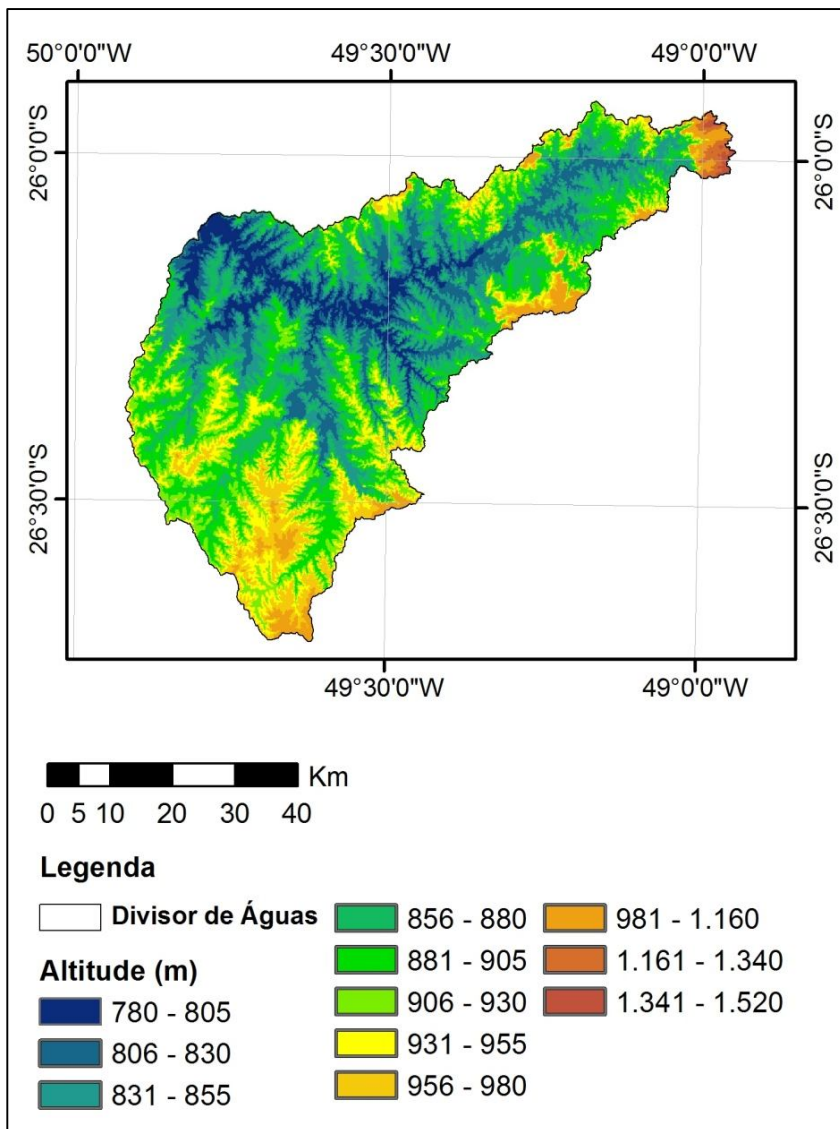 50°0'0"W 49°30'0"W 49°0'0"W
26°0'0"S 26°0'0"S
26°30'0"S 26°30'0"S
49°30'0"W 49°0'0"W
Km
0 5 10 20 30 40
Legenda
Divisor de Águas
Altitude (m)
780 - 805
806 - 830
831 - 855
856 - 880
881 - 905
906 - 930
931 - 955
956 - 980
981 - 1.160
1.161 - 1.340
1.341 - 1.520